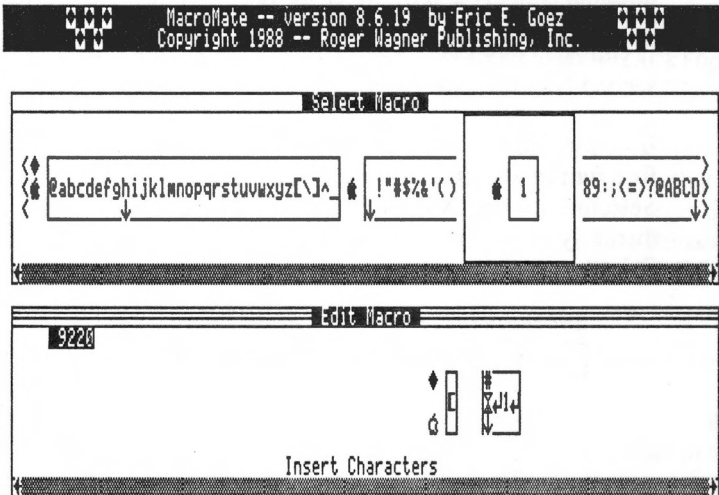 MacroMate -- version 8.6.19 by Eric E. Goez
Copyright 1988 -- Roger Wagner Publishing, Inc.
Select Macro
@abcdefghijklmnopqrstuvwxyz[\]^_ !"#$%&'() 1 89:;<=>?@ABCD
Edit Macro
9220
[ #
1
Insert Characters